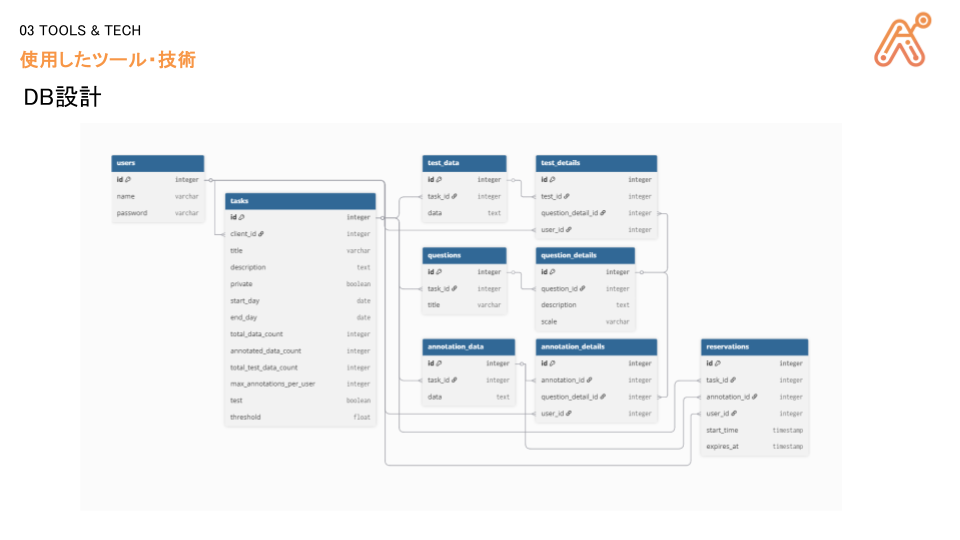 03 TOOLS & TECH
使用したツール・技術
DB設計
users
id integer
name varchar
password varchar
tasks
id integer
client_id integer
title varchar
description text
private boolean
start_day date
end_day date
total_data_count integer
annotated_data_count integer
total_test_data_count integer
max_annotations_per_user integer
test boolean
threshold float
test_data
id integer
task_id integer
data text
test_details
id integer
test_id integer
question_detail_id integer
user_id integer
questions
id integer
task_id integer
title varchar
question_details
id integer
question_id integer
description text
scale varchar
annotation_data
id integer
task_id integer
data text
annotation_details
id integer
annotation_id integer
question_detail_id integer
user_id integer
reservations
id integer
task_id integer
annotation_id integer
user_id integer
start_time timestamp
expires_at timestamp